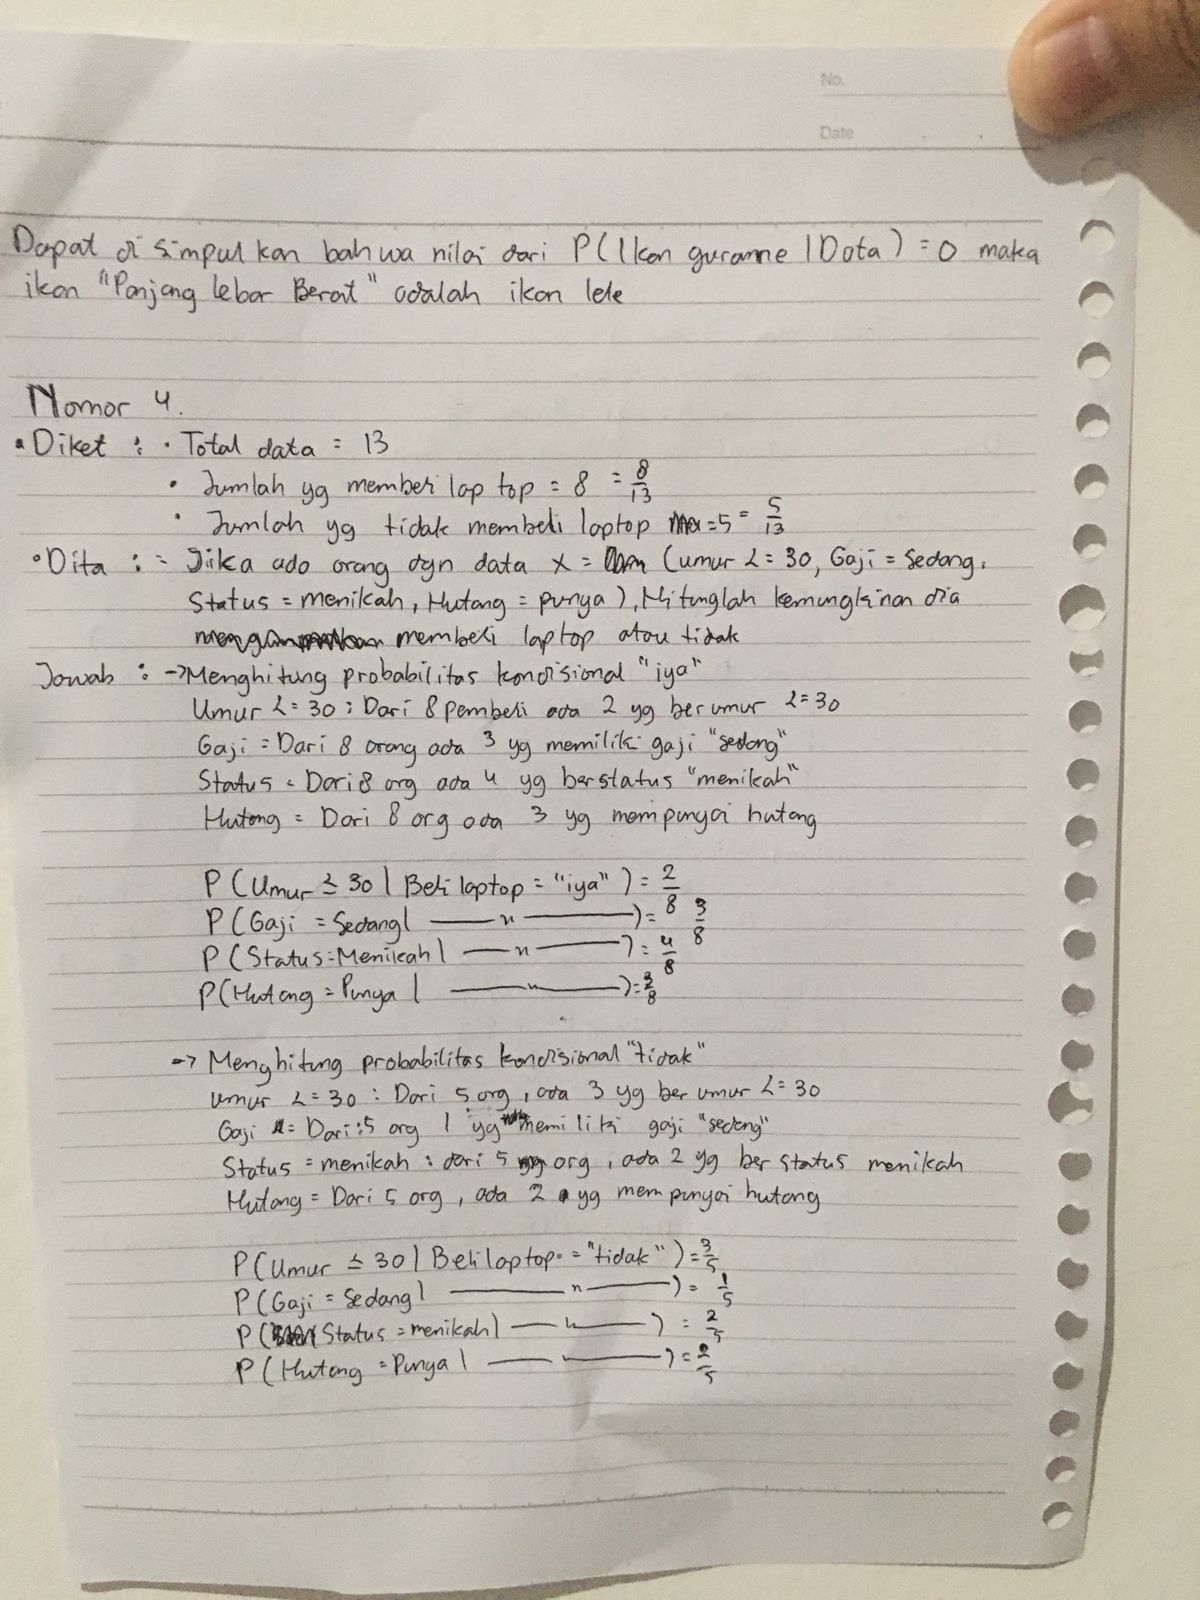 No.
Date
Dapat di simpulkan bahwa nilai dari P(Ikan gurame | Data) = 0 maka
ikan "Panjang lebar Berat" adalah ikan lele
Nomor 4.
• Diket : • Total data = 13
• Jumlah yg membeli lap top = 8 = 8/13
• Jumlah yg tidak membeli laptop = 5 = 5/13
• Dita : = Jika ada orang dgn data x = (umur <= 30, Gaji = Sedang,
Status = menikah, Hutang = punya), Hitunglah kemungkinan dia
membeli laptop atau tidak
Jawab : → Menghitung probabilitas kondisional "iya"
Umur <= 30 : Dari 8 pembeli ada 2 yg berumur <= 30
Gaji = Dari 8 orang ada 3 yg memiliki gaji "sedang"
Status = Dari 8 org ada 4 yg berstatus "menikah"
Hutang = Dari 8 org ada 3 yg mempunyai hutang
P(Umur ≤ 30 | Beli laptop = "iya") = 2/8
P(Gaji = Sedang | —— n ——) = 3/8
P(Status = Menikah | —— n ——) = 4/8
P(Hutang = Punya | —— n ——) = 3/8
→ Menghitung probabilitas kondisional "tidak"
Umur <= 30 : Dari 5 org, ada 3 yg ber umur <= 30
Gaji = Dari : 5 org 1 yg memiliki gaji "sedang"
Status = menikah : dari 5 org, ada 2 yg ber status menikah
Hutang = Dari 5 org, ada 2 yg mempunyai hutang
P(Umur ≤ 30 | Beli laptop = "tidak") = 3/5
P(Gaji = Sedang | —— n ——) = 1/5
P(Status = menikah | —— n ——) = 2/5
P(Hutang = Punya | —— n ——) = 2/5